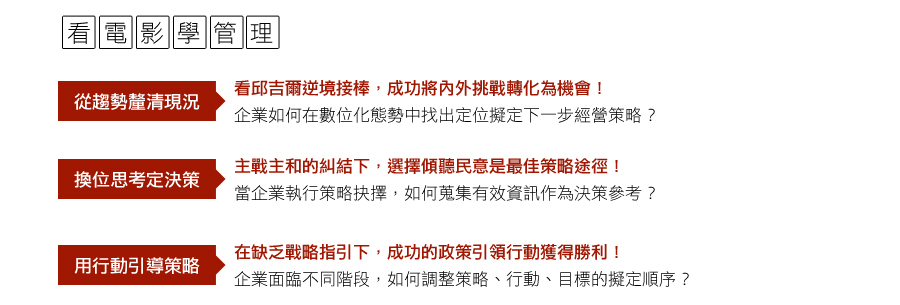 看電影學管理
從趨勢釐清現況
看邱吉爾逆境接棒，成功將內外挑戰轉化為機會！
企業如何在數位化態勢中找出定位擬定下一步經營策略？
換位思考定決策
主戰主和的糾結下，選擇傾聽民意是最佳策略途徑！
當企業執行策略抉擇，如何蒐集有效資訊作為決策參考？
用行動引導策略
在缺乏戰略指引下，成功的政策引領行動獲得勝利！
企業面臨不同階段，如何調整策略、行動、目標的擬定順序？